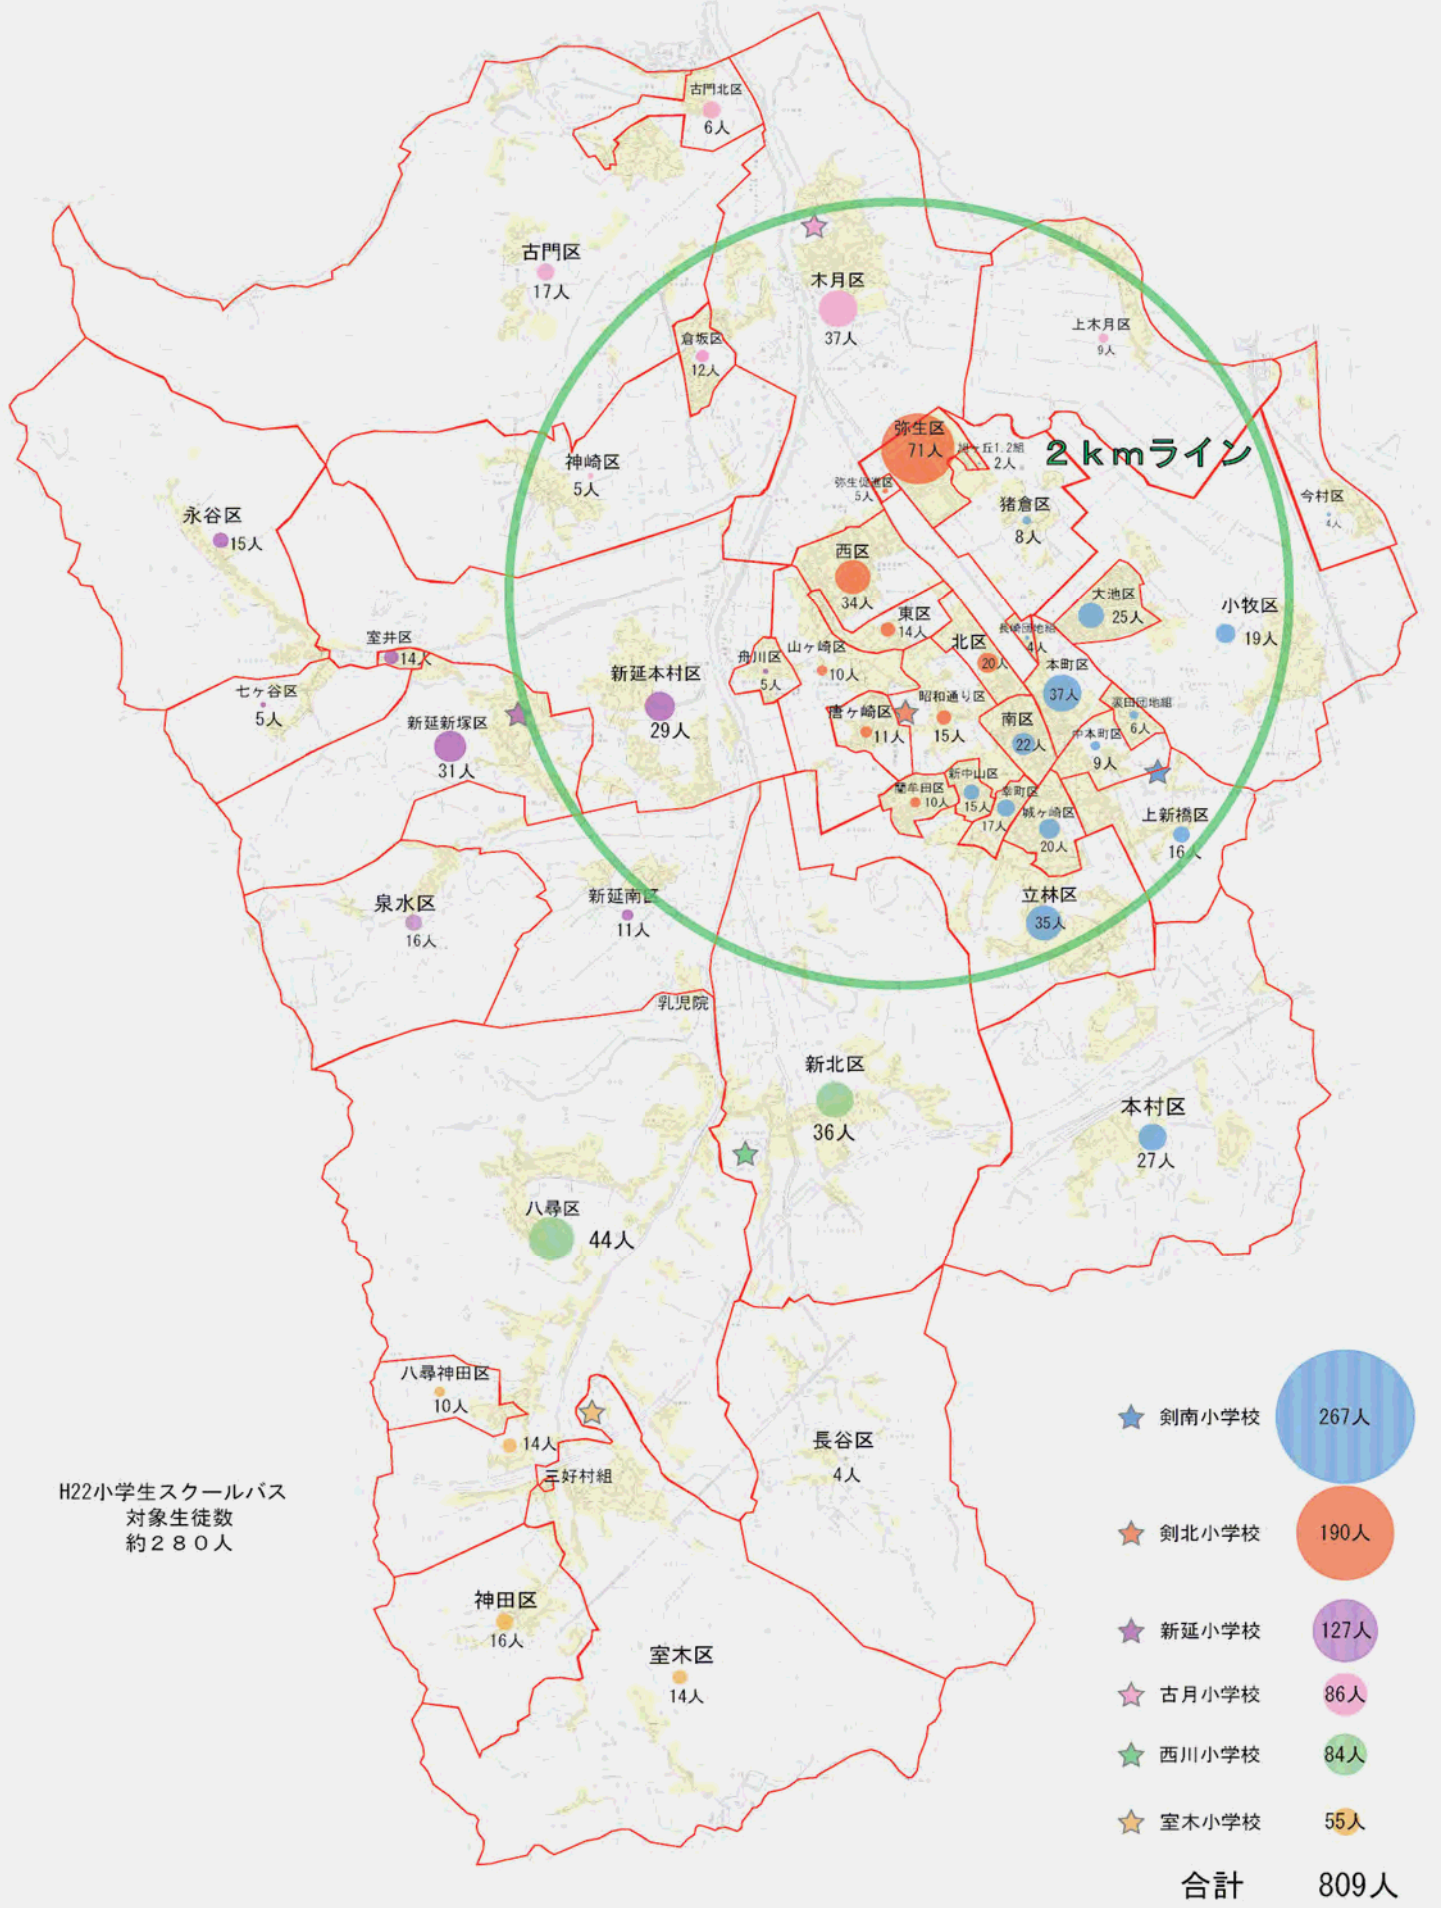 古門北区
6人
古門区
17人
木月区
37人
上木月区
9人
倉坂区
12人
弥生区
71人
2人
2kmライン
神崎区
5人
弥生促進区
5人
猪倉区
8人
今村区
4人
永谷区
15人
西区
34人
大池区
25人
小牧区
19人
東区
14人
北区
20人
長崎団地組
4人
室井区
14人
山ヶ崎区
10人
舟川区
5人
本町区
37人
新延本村区
29人
七ヶ谷区
5人
昭和通り区
15人
唐ヶ崎区
11人
南区
22人
6人
新延新塚区
31人
中本町区
9人
新中山区
15人
10人
幸町区
17人
城ヶ崎区
20人
上新橋区
16人
泉水区
16人
新延南区
11人
立林区
35人
乳児院
新北区
36人
本村区
27人
八尋区
44人
八尋神田区
10人
14人
三好村組
長谷区
4人
神田区
16人
室木区
14人
H22小学生スクールバス
対象生徒数
約280人
剣南小学校 267人
剣北小学校 190人
新延小学校 127人
古月小学校 86人
西川小学校 84人
室木小学校 55人
合計 809人